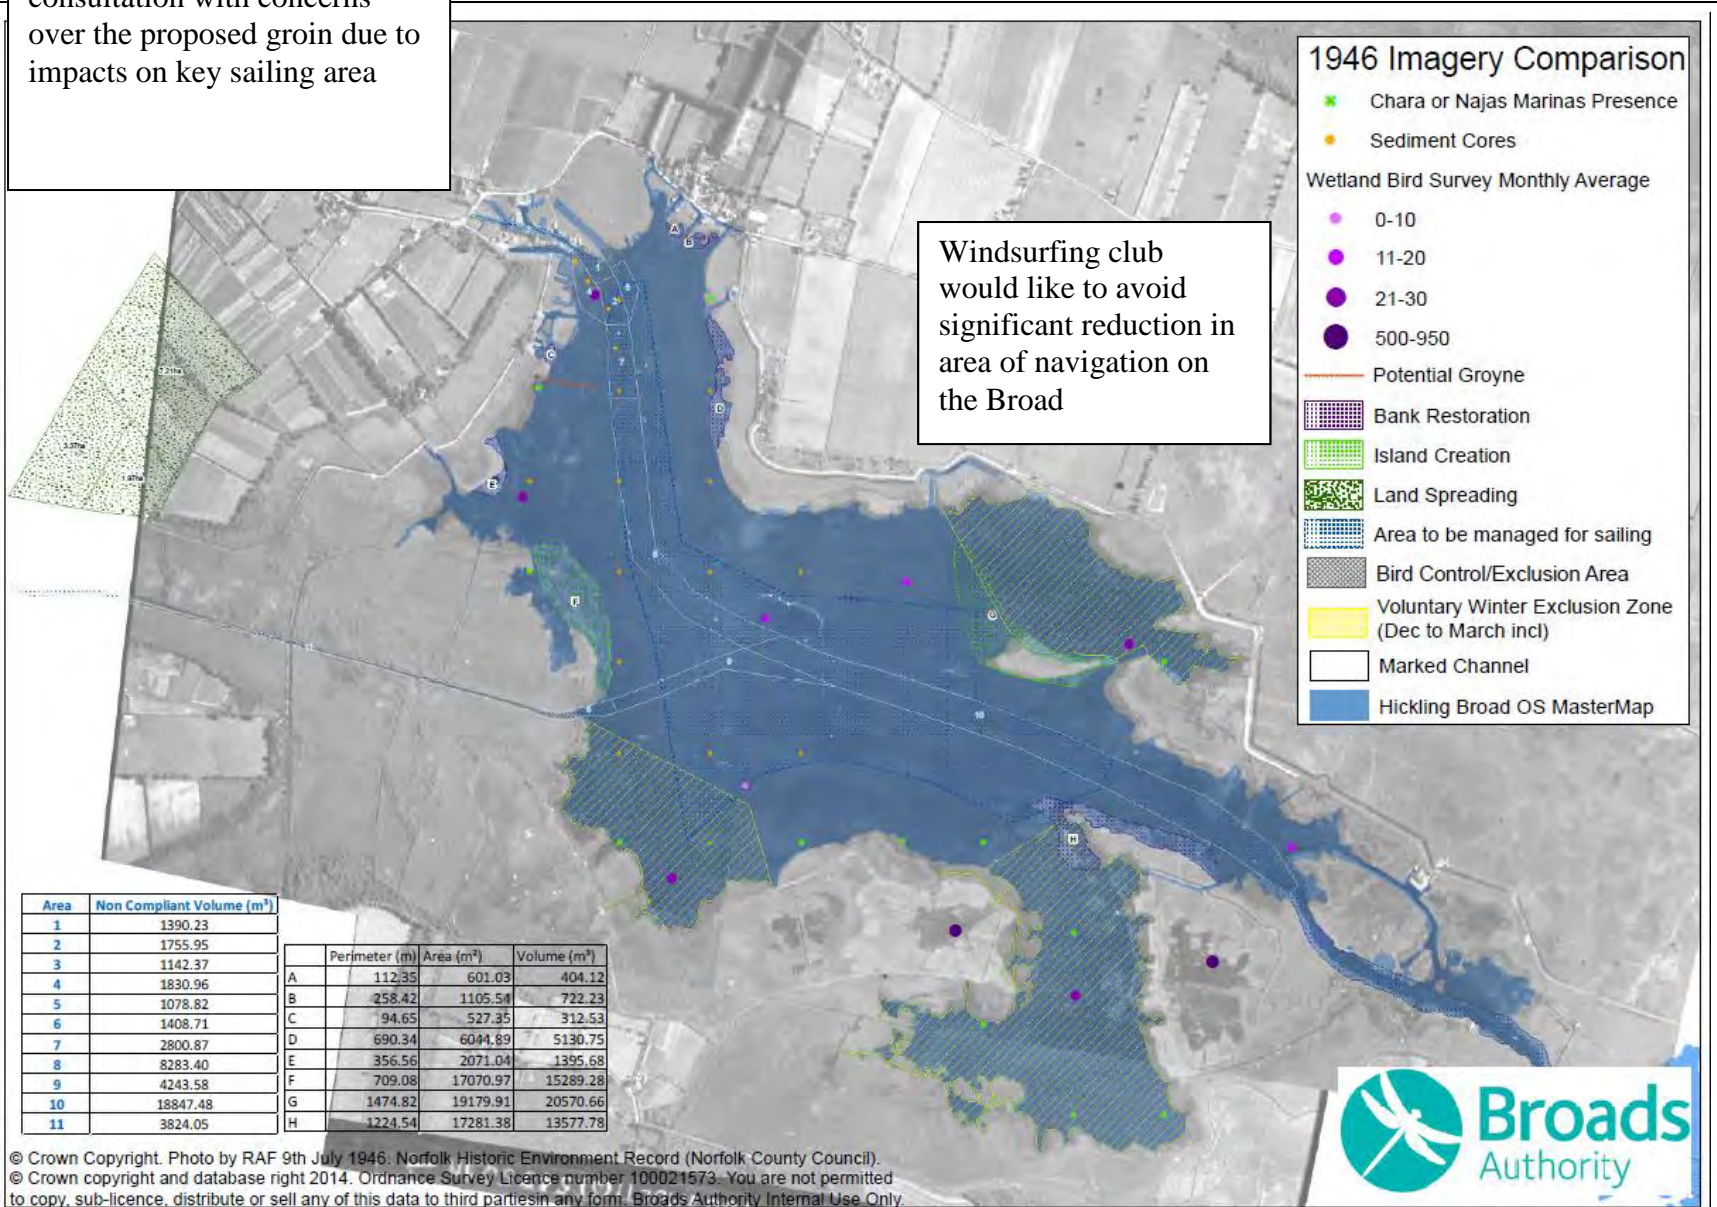 consultation with concerns
over the proposed groin due to
impacts on key sailing area
Windsurfing club
would like to avoid
significant reduction in
area of navigation on
the Broad
1946 Imagery Comparison
Chara or Najas Marinas Presence
Sediment Cores
Wetland Bird Survey Monthly Average
0-10
11-20
21-30
500-950
Potential Groyne
Bank Restoration
Island Creation
Land Spreading
Area to be managed for sailing
Bird Control/Exclusion Area
Voluntary Winter Exclusion Zone
(Dec to March incl)
Marked Channel
Hickling Broad OS MasterMap
A
B
1
5
4
2
7
C
D
E
F
G
8
9
11
10
H
Area Non Compliant Volume (m³)
1 1390.23
2 1755.95
3 1142.37
4 1830.96
5 1078.82
6 1408.71
7 2800.87
8 8283.40
9 4243.58
10 18847.48
11 3824.05
Perimeter (m) Area (m²) Volume (m³)
A 112.35 601.03 404.12
B 258.42 1105.54 722.23
C 94.65 527.35 312.53
D 690.34 6044.89 5130.75
E 356.56 2071.04 1395.68
F 709.08 17070.97 15289.28
G 1474.82 19179.91 20570.66
H 1224.54 17281.38 13577.78
© Crown Copyright. Photo by RAF 9th July 1946. Norfolk Historic Environment Record (Norfolk County Council).
© Crown copyright and database right 2014. Ordnance Survey Licence number 100021573. You are not permitted
to copy, sub-licence, distribute or sell any of this data to third partiesin any form. Broads Authority Internal Use Only.
Broads
Authority